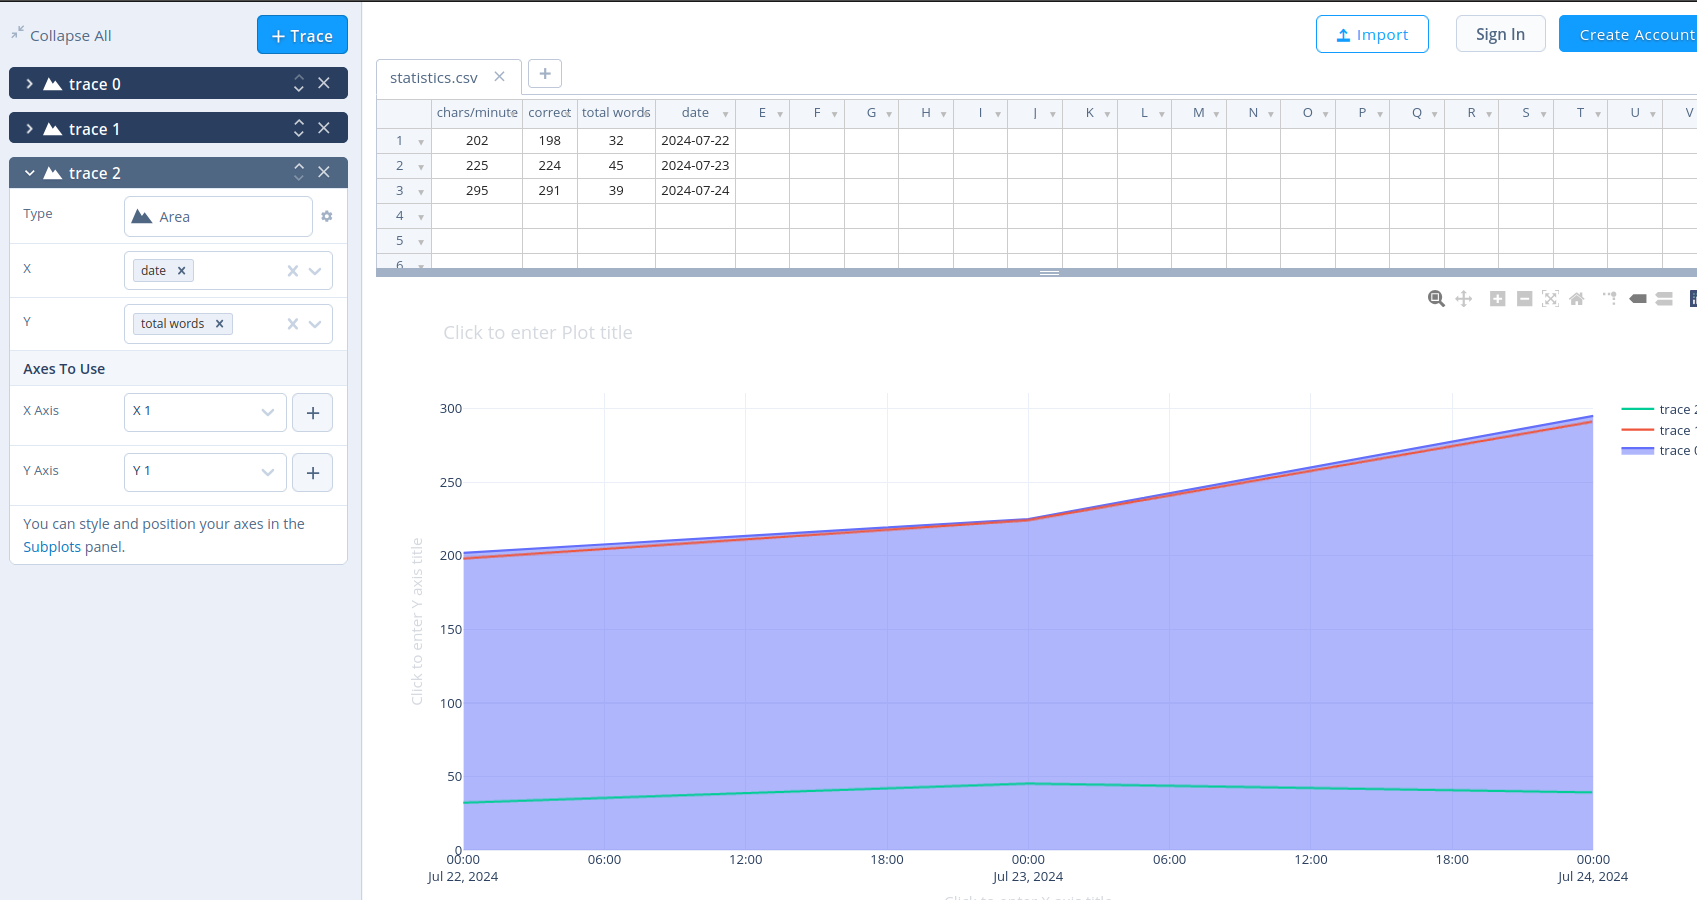 Collapse All
+ Trace
trace 0
trace 1
trace 2
Type
Area
X
date
Y
total words
Axes To Use
X Axis
X 1
Y Axis
Y 1
You can style and position your axes in the
Subplots panel.
Import
Sign In
Create Account
statistics.csv
chars/minute correct total words date E F G H I J K L M N O P Q R S T U V
1 202 198 32 2024-07-22
2 225 224 45 2024-07-23
3 295 291 39 2024-07-24
4
5
6
Click to enter Plot title
Click to enter Y axis title
300
250
200
150
100
50
0
00:00 06:00 12:00 18:00 00:00 06:00 12:00 18:00 00:00
Jul 22, 2024 Jul 23, 2024 Jul 24, 2024
Click to enter X axis title
trace 2
trace 1
trace 0